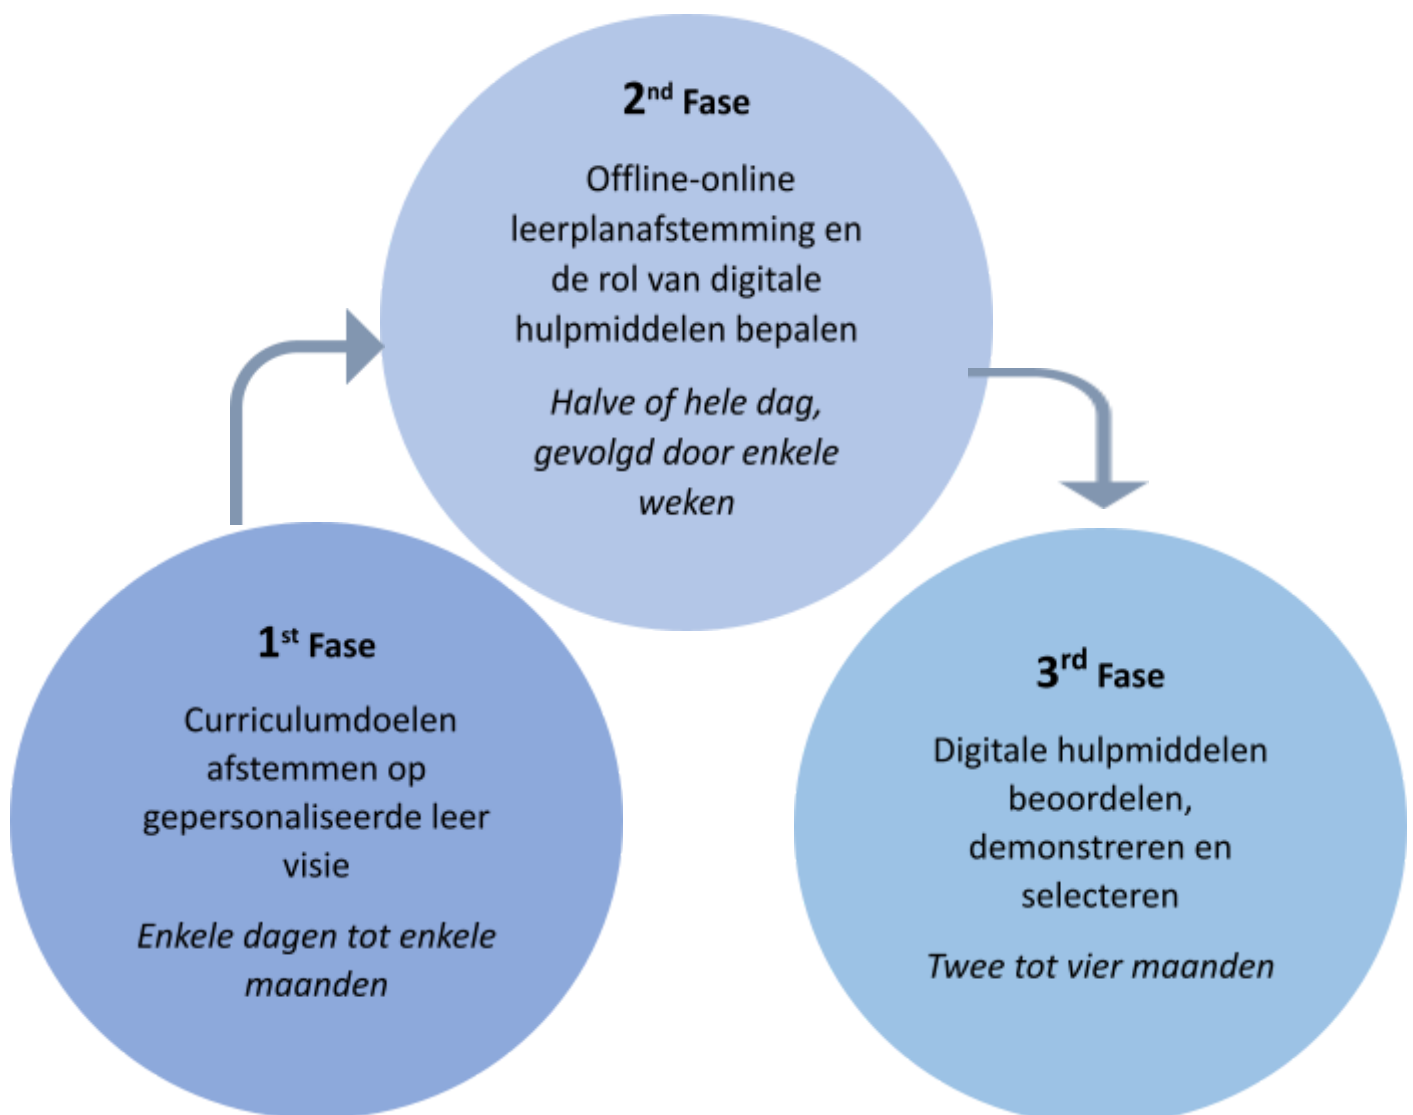 1st Fase
Curriculumdoelen
afstemmen op
gepersonaliseerde leer
visie
Enkele dagen tot enkele
maanden
2nd Fase
Offline-online
leerplanafstemming en
de rol van digitale
hulpmiddelen bepalen
Halve of hele dag,
gevolgd door enkele
weken
3rd Fase
Digitale hulpmiddelen
beoordelen,
demonstreren en
selecteren
Twee tot vier maanden